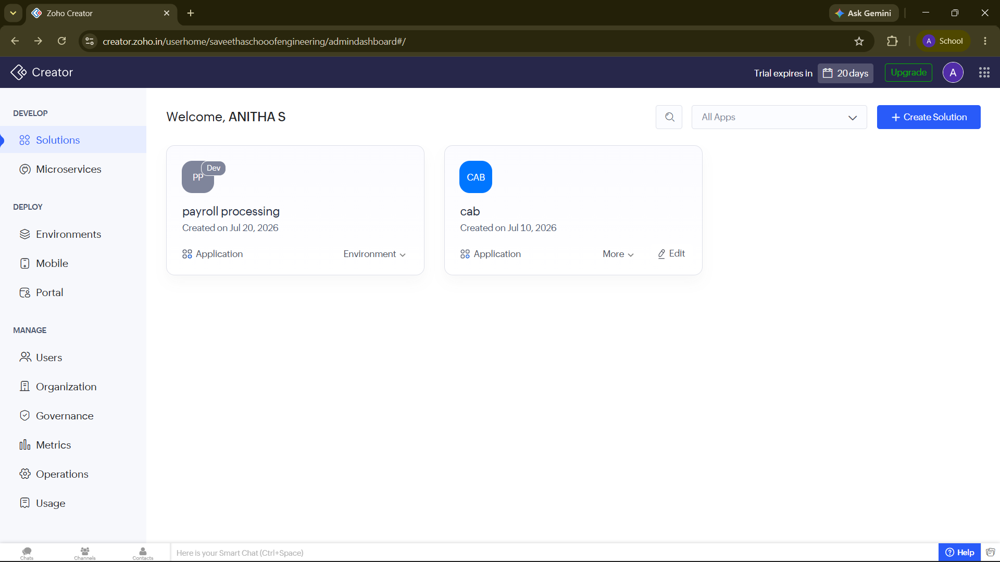 Zoho Creator
Ask Gemini
creator.zoho.in/userhome/saveethaschooofengineering/admindashboard#/
A School
Creator
Trial expires in 20 days Upgrade A
DEVELOP
Solutions
Microservices
DEPLOY
Environments
Mobile
Portal
MANAGE
Users
Organization
Governance
Metrics
Operations
Usage
Welcome, ANITHA S
All Apps
+ Create Solution
PP Dev
payroll processing
Created on Jul 20, 2026
Application Environment
CAB
cab
Created on Jul 10, 2026
Application More Edit
Chats Channels Contacts
Here is your Smart Chat (Ctrl+Space)
Help